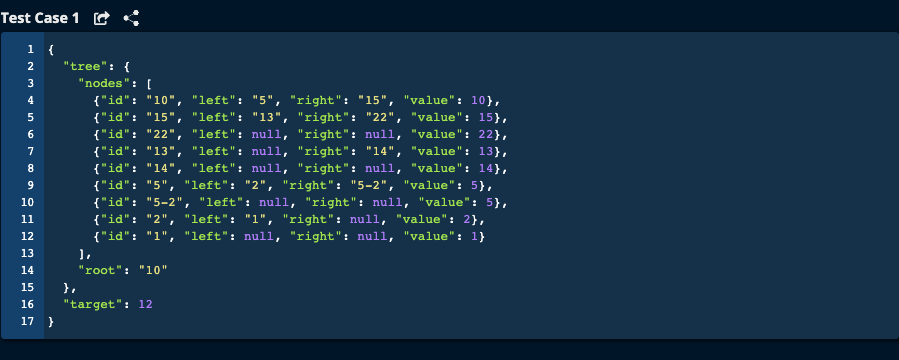 Test Case 1
1 {
2 "tree": {
3 "nodes": [
4 {"id": "10", "left": "5", "right": "15", "value": 10},
5 {"id": "15", "left": "13", "right": "22", "value": 15},
6 {"id": "22", "left": null, "right": null, "value": 22},
7 {"id": "13", "left": null, "right": "14", "value": 13},
8 {"id": "14", "left": null, "right": null, "value": 14},
9 {"id": "5", "left": "2", "right": "5-2", "value": 5},
10 {"id": "5-2", "left": null, "right": null, "value": 5},
11 {"id": "2", "left": "1", "right": null, "value": 2},
12 {"id": "1", "left": null, "right": null, "value": 1}
13 ],
14 "root": "10"
15 },
16 "target": 12
17 }